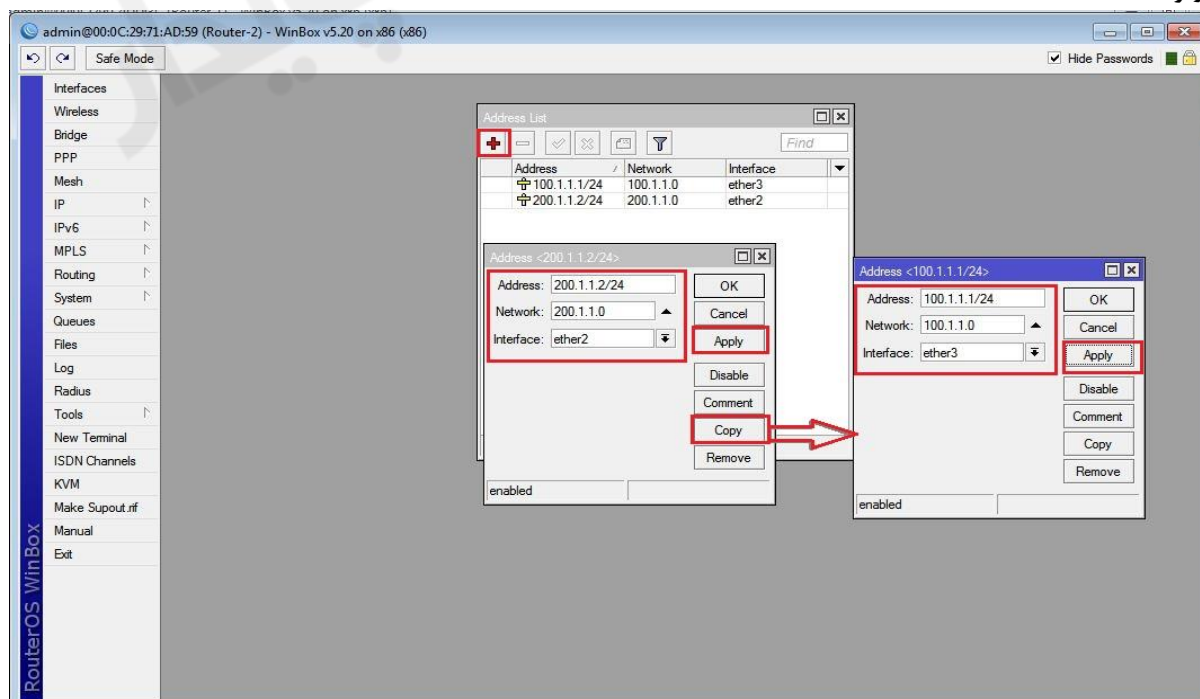 admin@00:0C:29:71:AD:59 (Router-2) - WinBox v5.20 on x86 (x86)
Safe Mode
Hide Passwords
Interfaces
Wireless
Bridge
PPP
Mesh
IP
IPv6
MPLS
Routing
System
Queues
Files
Log
Radius
Tools
New Terminal
ISDN Channels
KVM
Make Supout.rif
Manual
Exit
RouterOS WinBox
Address List
Find
Address Network Interface
100.1.1.1/24 100.1.1.0 ether3
200.1.1.2/24 200.1.1.0 ether2
Address <200.1.1.2/24>
Address: 200.1.1.2/24 OK
Network: 200.1.1.0 Cancel
Interface: ether2 Apply
Disable
Comment
Copy
Remove
enabled
Address <100.1.1.1/24>
Address: 100.1.1.1/24 OK
Network: 100.1.1.0 Cancel
Interface: ether3 Apply
Disable
Comment
Copy
Remove
enabled